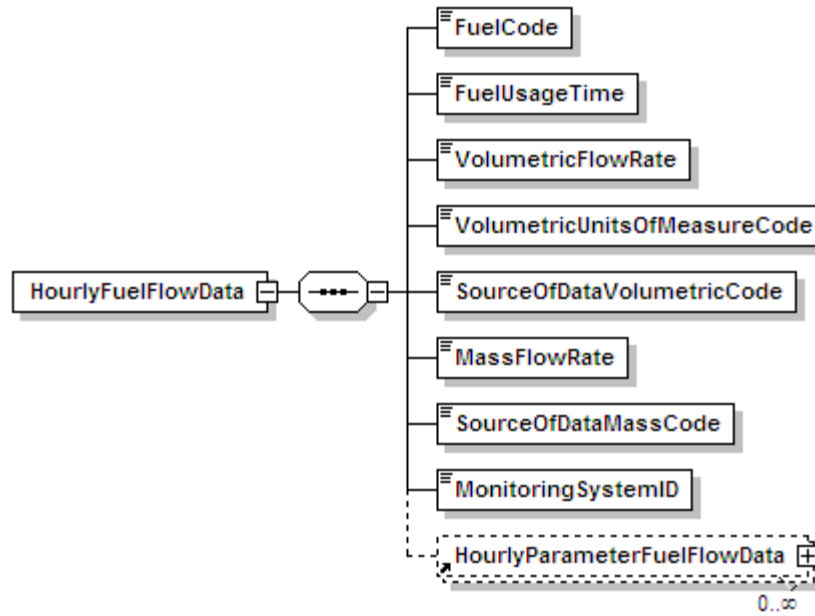 FuelCode
FuelUsageTime
VolumetricFlowRate
VolumetricUnitsOfMeasureCode
HourlyFuelFlowData
SourceOfDataVolumetricCode
MassFlowRate
SourceOfDataMassCode
MonitoringSystemID
HourlyParameterFuelFlowData
0..∞